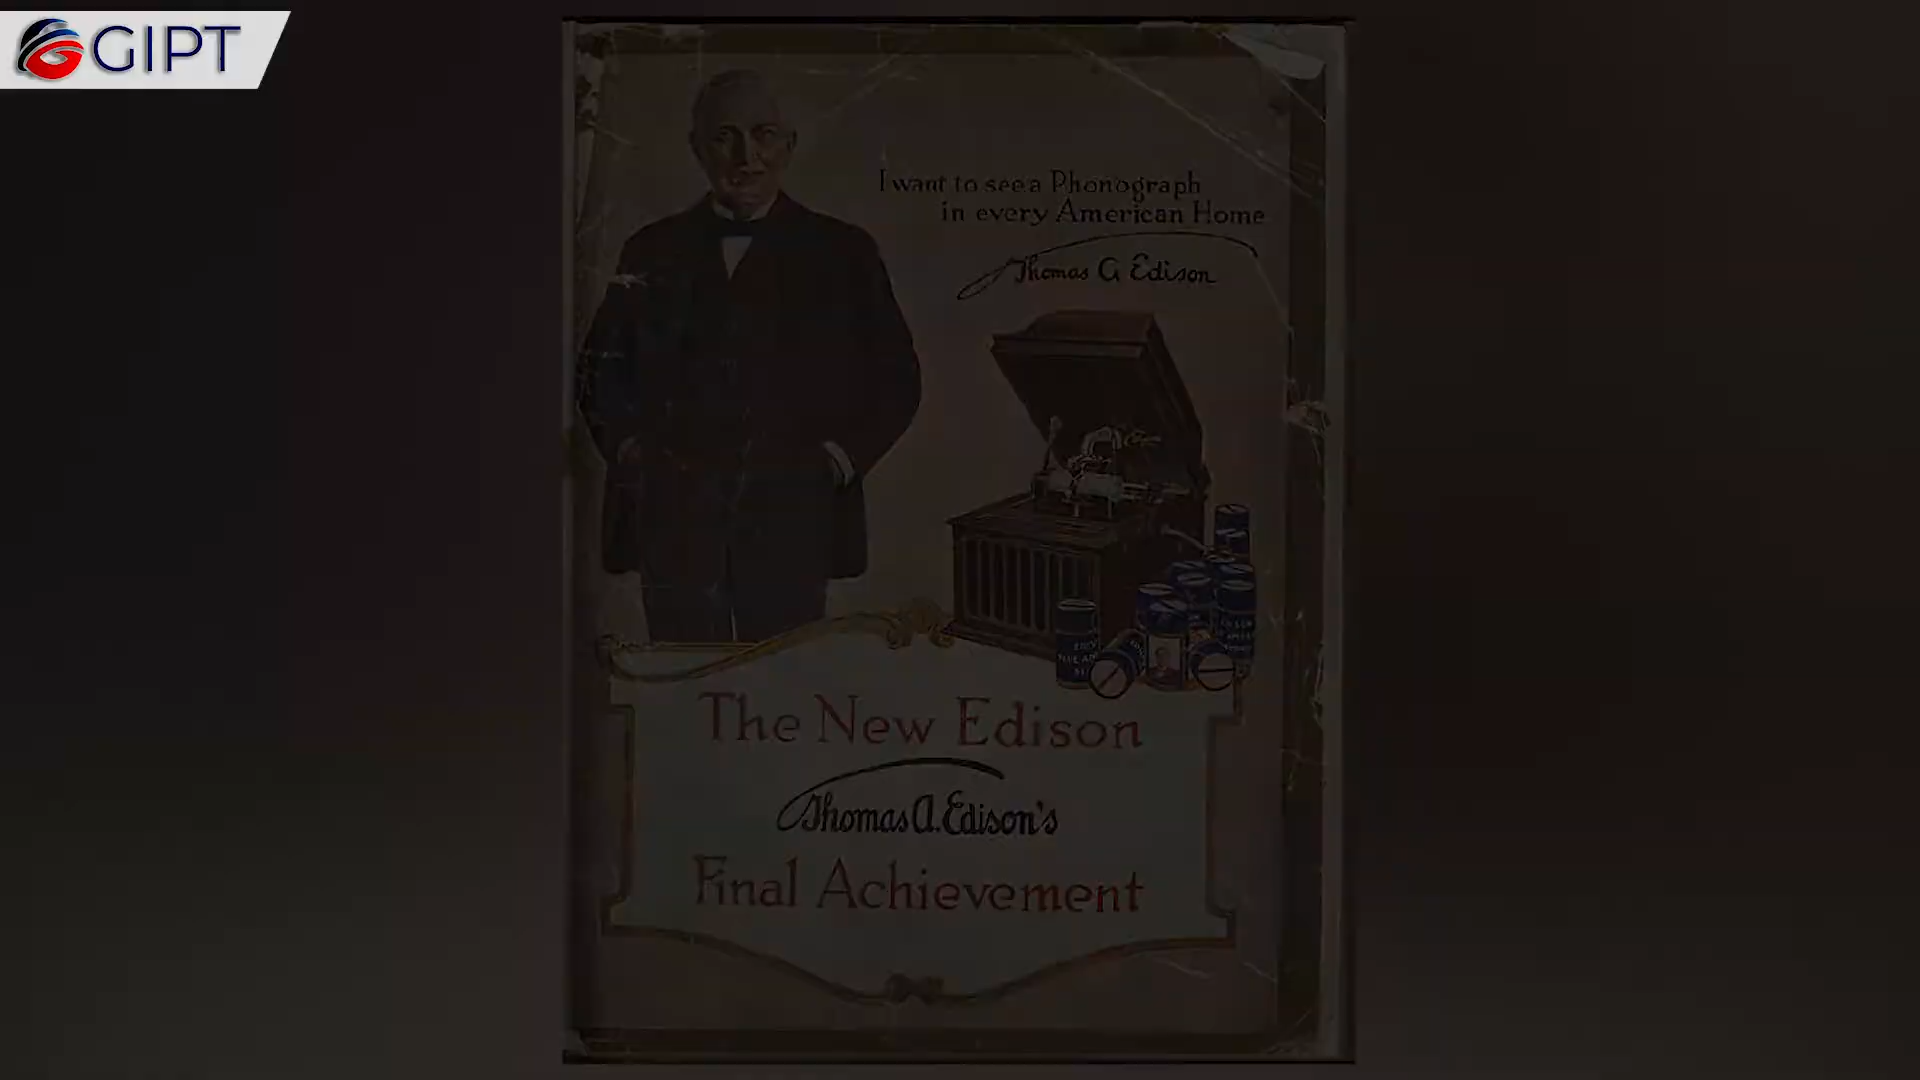 GIPT
I want to see a Phonograph
in every American Home
Thomas A Edison
The New Edison
Thomas A. Edison's
Final Achievement